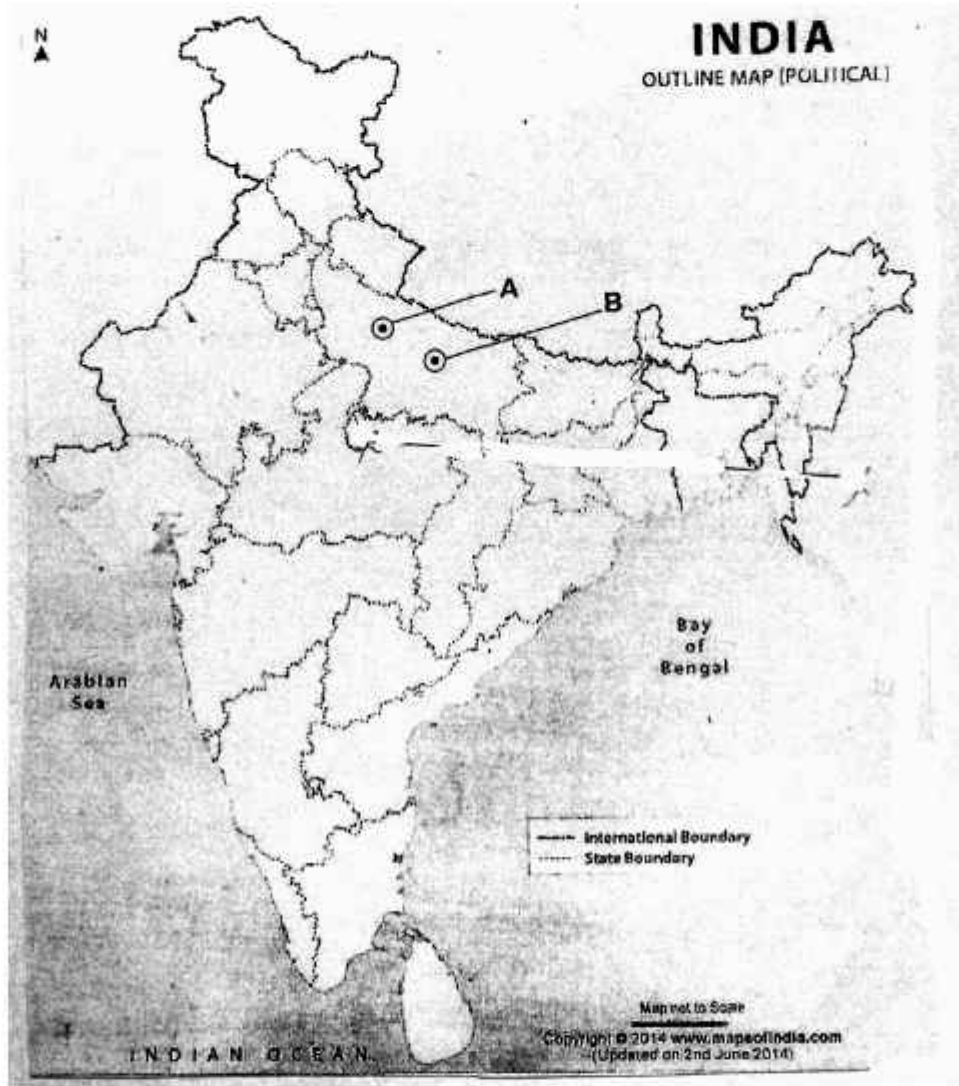 N
INDIA
OUTLINE MAP [POLITICAL]
A
B
Bay
of
Bengal
Arabian
Sea
International Boundary
State Boundary
Map not to Scale
Copyright © 2014 www.mapsofindia.com
(Updated on 2nd June 2014)
INDIAN OCEAN